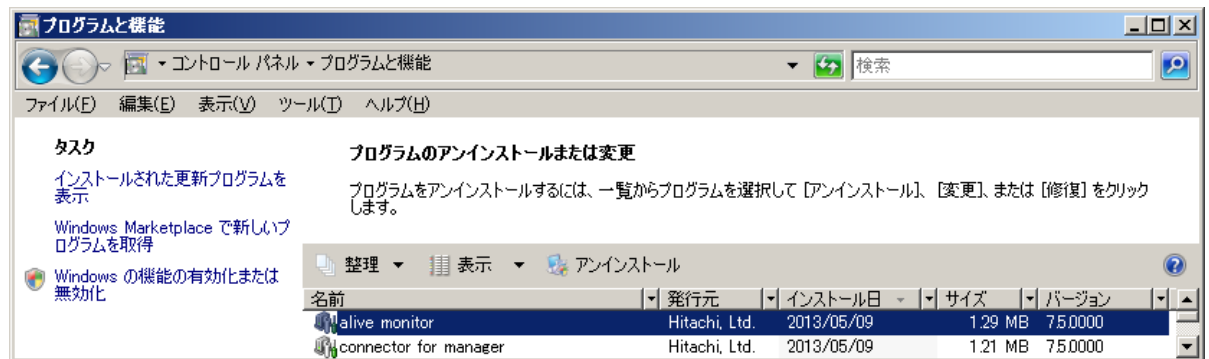 プログラムと機能
コントロール パネル ▾ プログラムと機能
検索
ファイル(F) 編集(E) 表示(V) ツール(T) ヘルプ(H)
タスク
インストールされた更新プログラムを
表示
Windows Marketplace で新しいプ
ログラムを取得
Windows の機能の有効化または
無効化
プログラムのアンインストールまたは変更
プログラムをアンインストールするには、一覧からプログラムを選択して [アンインストール]、[変更]、または [修復] をクリック
します。
整理 表示 アンインストール
名前 発行元 インストール日 サイズ バージョン
alive monitor Hitachi, Ltd. 2013/05/09 1.29 MB 7.5.0000
connector for manager Hitachi, Ltd. 2013/05/09 1.21 MB 7.5.0000